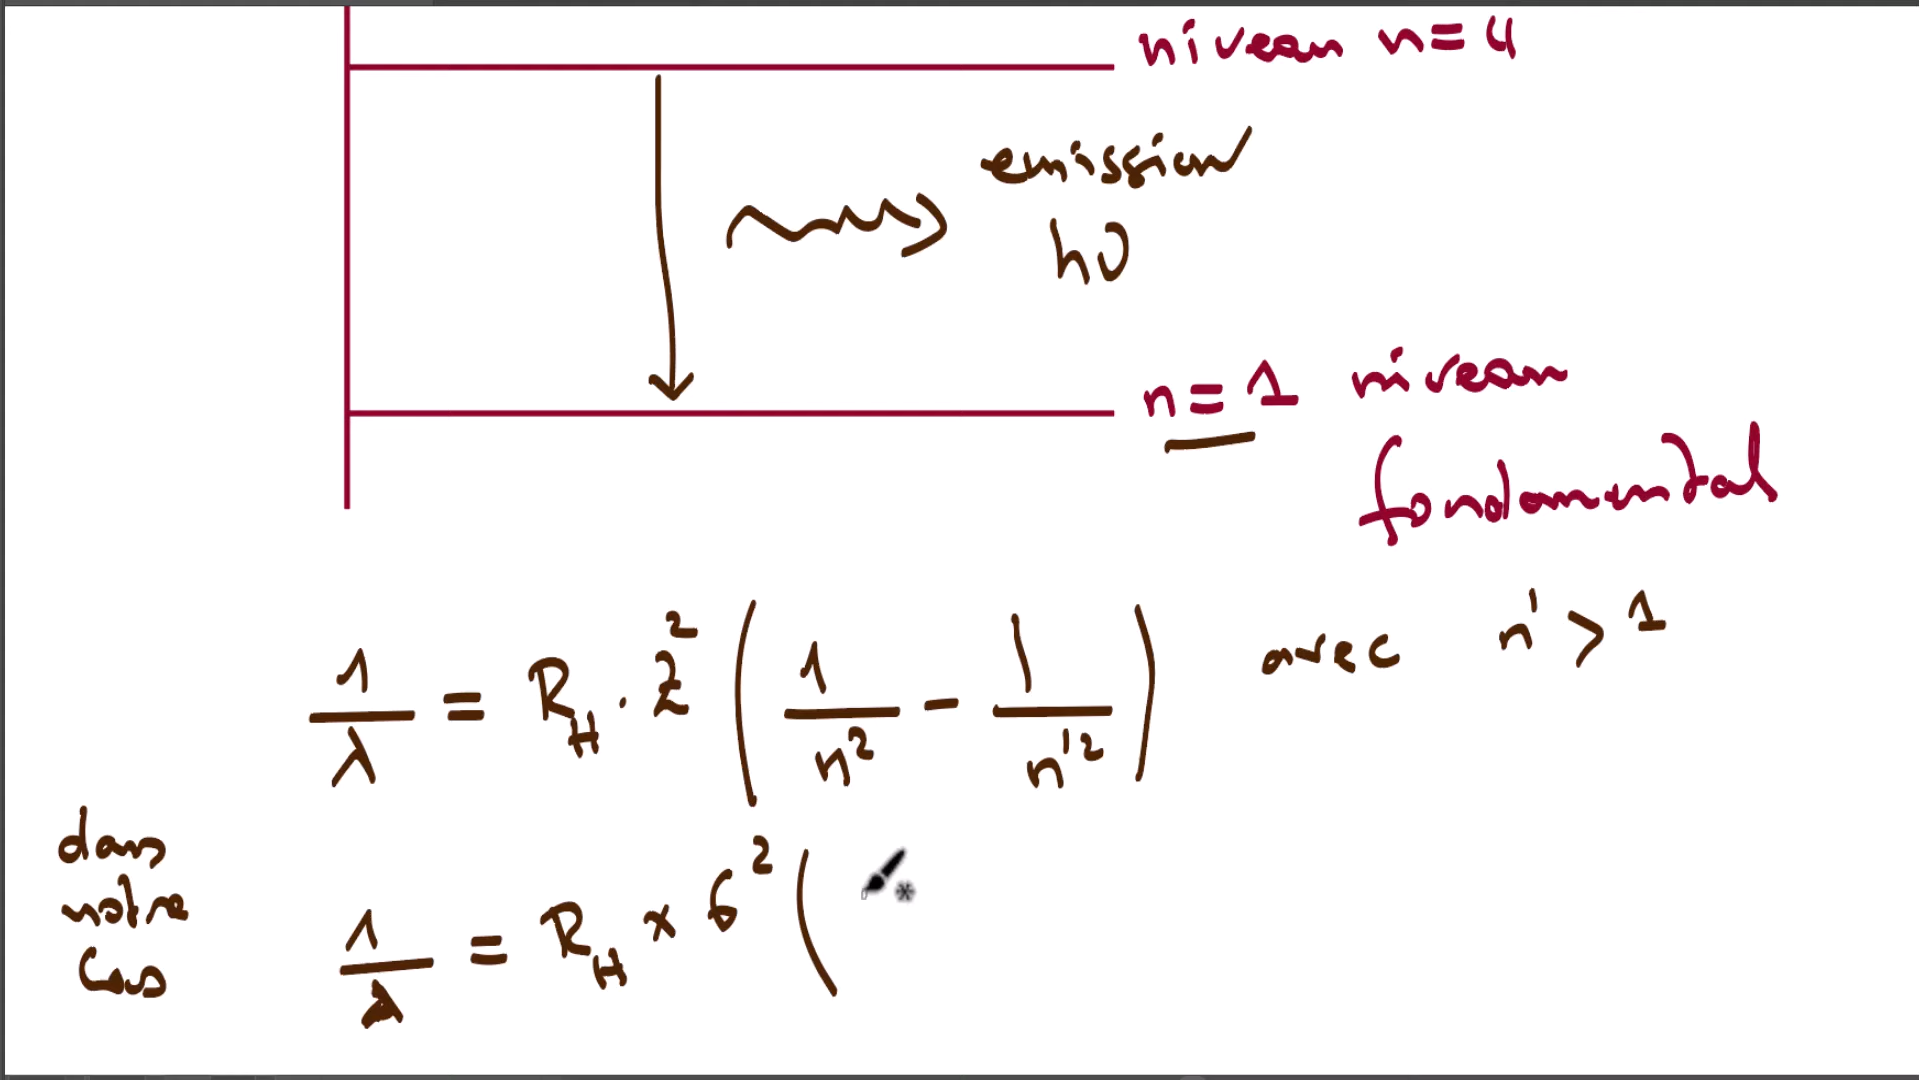 niveau n=4
emission
hν
n=1 niveau
fondamental
1/λ = R_H . Z² ( 1/n² - 1/n'² ) avec n' > 1
dans
notre
Cas
1/λ = R_H × 6² (